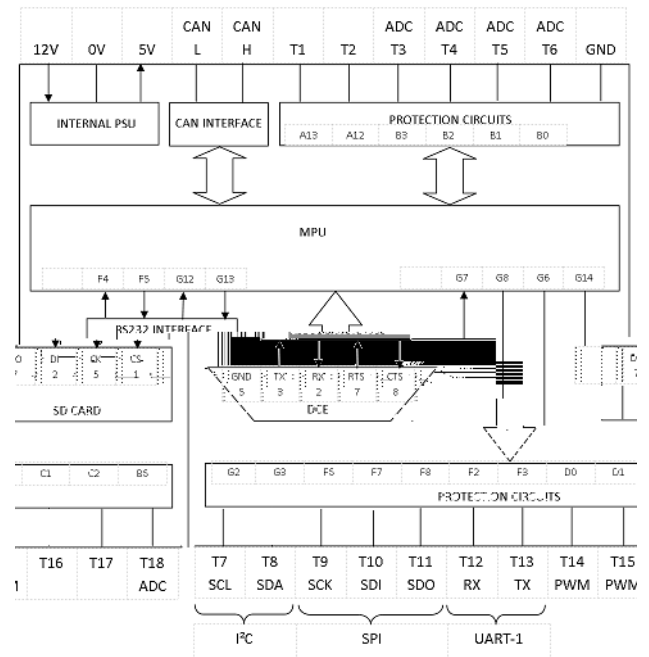 CAN CAN ADC ADC ADC ADC
12V 0V 5V L H T1 T2 T3 T4 T5 T6 GND
INTERNAL PSU CAN INTERFACE PROTECTION CIRCUITS
A13 A12 B3 B2 B1 B0
MPU
F4 F5 G12 G13 G7 G8 G6 G14
RS232 INTERFACE
GND TX RX RTS CTS
2 5 1 5 3 2 7 8
SD CARD DCE
C1 C2 B5 G2 G3 F5 F7 F8 F2 F3 D0 D1
PROTECTION CIRCUITS
T16 T17 T18 T7 T8 T9 T10 T11 T12 T13 T14 T15
ADC SCL SDA SCK SDI SDO RX TX PWM PWM
I²C SPI UART-1